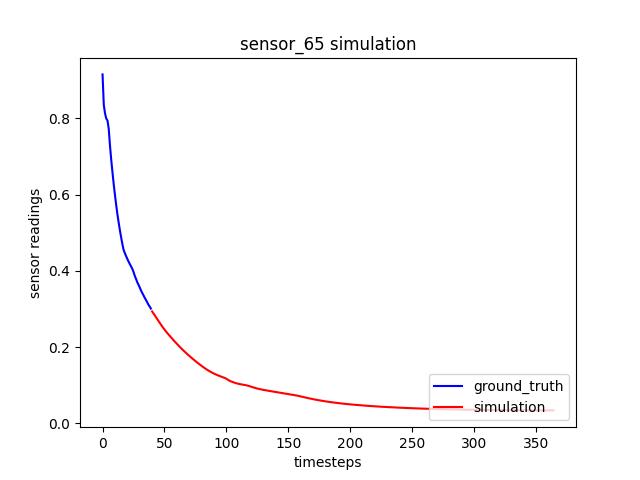 sensor_65 simulation
0.8
0.6
0.4
0.2
0.0
sensor readings
ground_truth
simulation
0 50 100 150 200 250 300 350
timesteps